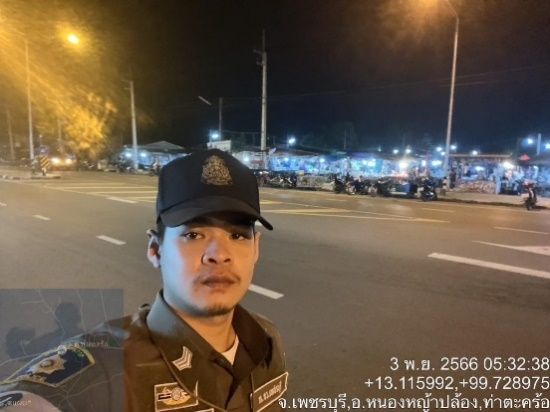 3 พ.ย. 2566 05:32:38
+13.115992,+99.728975
จ.เพชรบุรี,อ.หนองหญ้าปล้อง,ท่าตะคร้อ